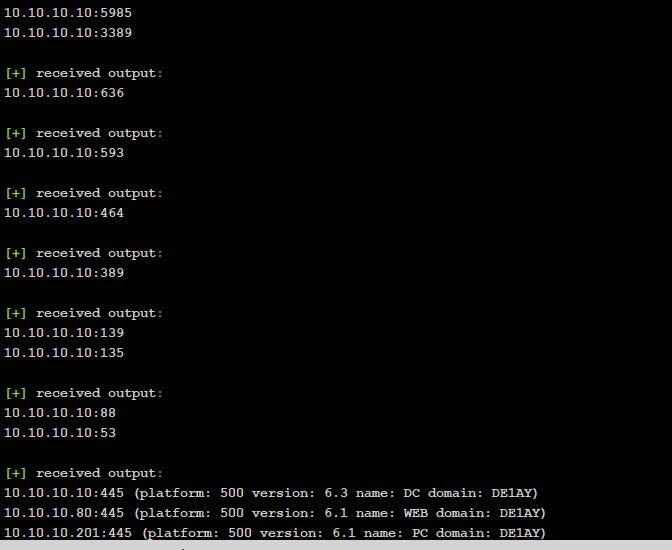 10.10.10.10:5985
10.10.10.10:3389
[+] received output:
10.10.10.10:636
[+] received output:
10.10.10.10:593
[+] received output:
10.10.10.10:464
[+] received output:
10.10.10.10:389
[+] received output:
10.10.10.10:139
10.10.10.10:135
[+] received output:
10.10.10.10:88
10.10.10.10:53
[+] received output:
10.10.10.10:445 (platform: 500 version: 6.3 name: DC domain: DE1AY)
10.10.10.80:445 (platform: 500 version: 6.1 name: WEB domain: DE1AY)
10.10.10.201:445 (platform: 500 version: 6.1 name: PC domain: DE1AY)